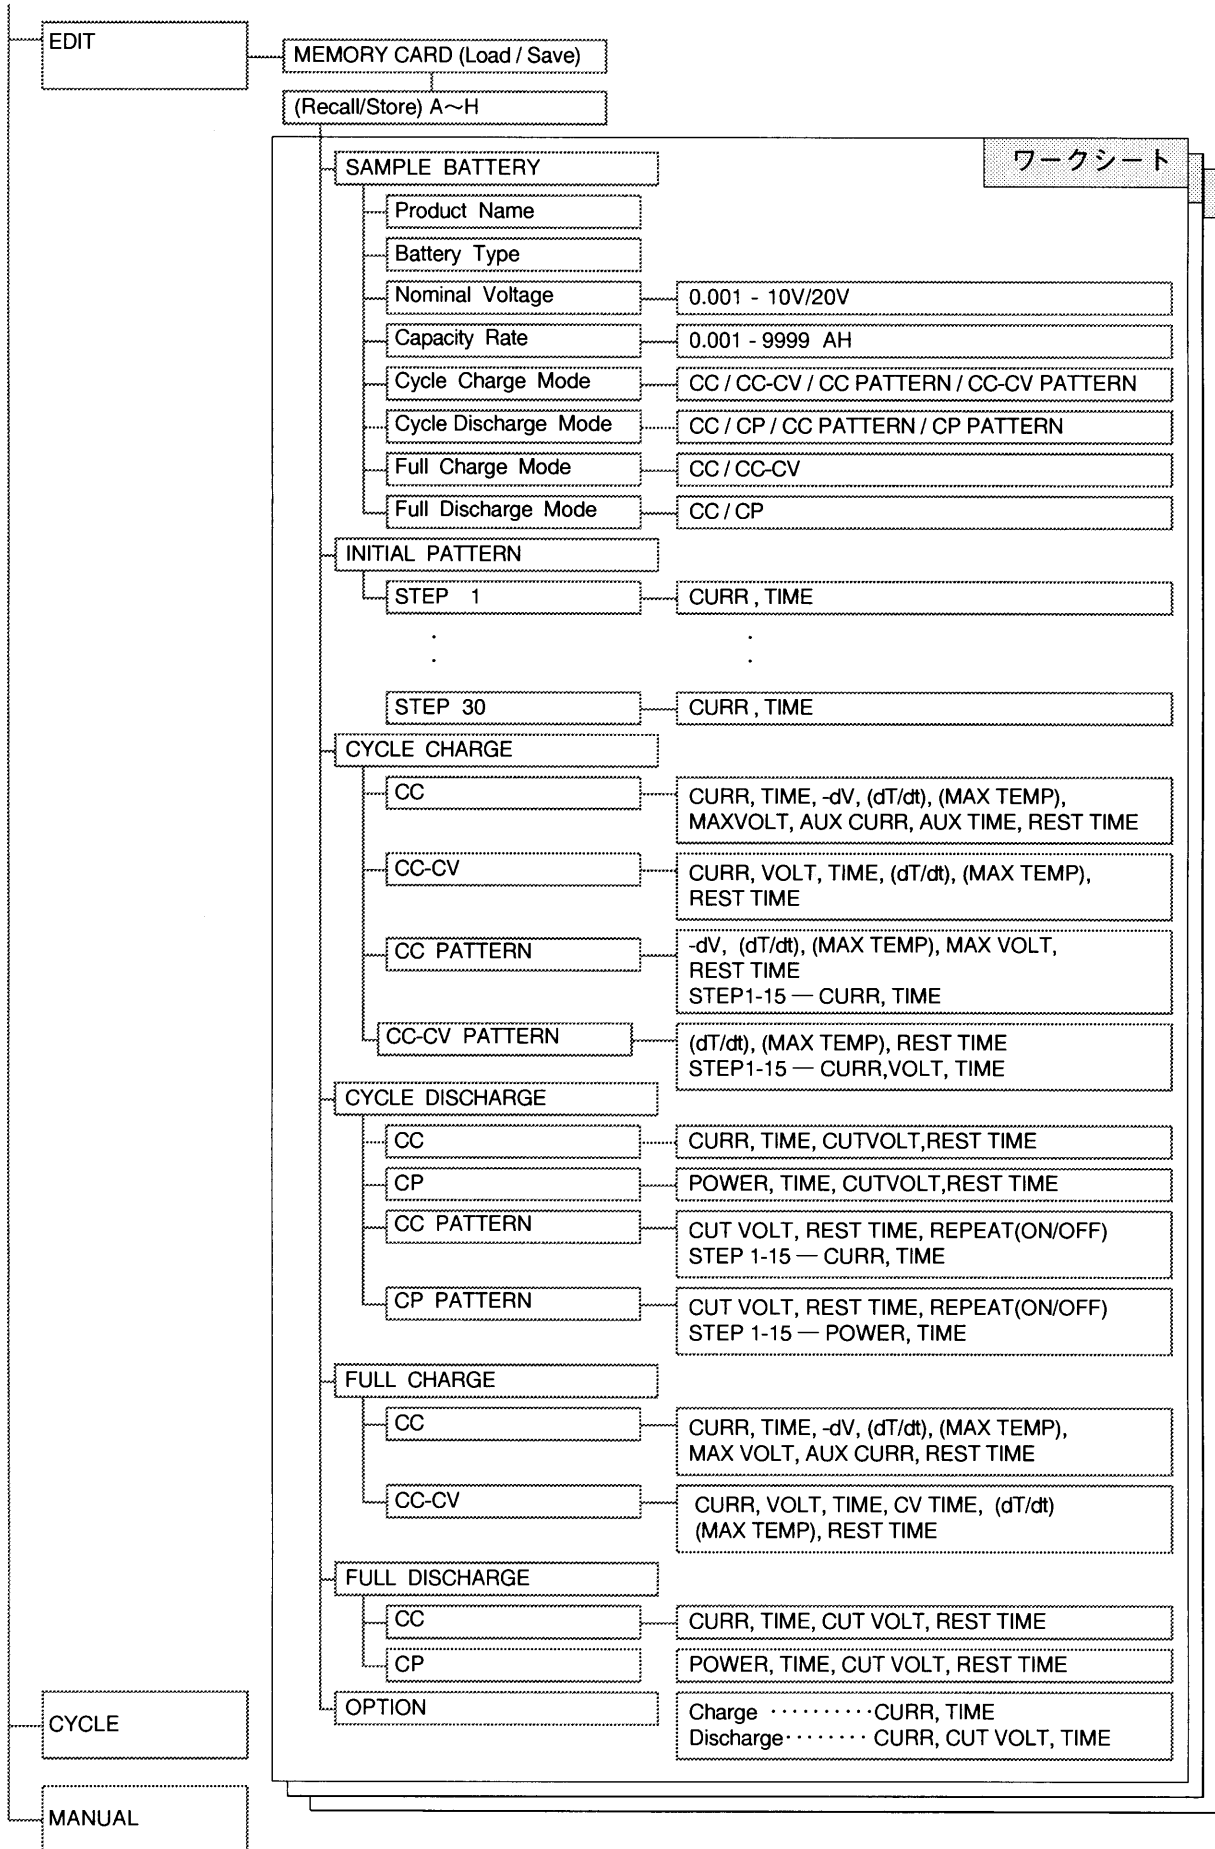 EDIT
MEMORY CARD (Load / Save)
(Recall/Store) A～H
ワークシート
SAMPLE BATTERY
Product Name
Battery Type
Nominal Voltage
0.001 - 10V/20V
Capacity Rate
0.001 - 9999 AH
Cycle Charge Mode
CC / CC-CV / CC PATTERN / CC-CV PATTERN
Cycle Discharge Mode
CC / CP / CC PATTERN / CP PATTERN
Full Charge Mode
CC / CC-CV
Full Discharge Mode
CC / CP
INITIAL PATTERN
STEP 1
CURR , TIME
STEP 30
CURR , TIME
CYCLE CHARGE
CC
CURR, TIME, -dV, (dT/dt), (MAX TEMP),
MAXVOLT, AUX CURR, AUX TIME, REST TIME
CC-CV
CURR, VOLT, TIME, (dT/dt), (MAX TEMP),
REST TIME
CC PATTERN
-dV, (dT/dt), (MAX TEMP), MAX VOLT,
REST TIME
STEP1-15 — CURR, TIME
CC-CV PATTERN
(dT/dt), (MAX TEMP), REST TIME
STEP1-15 — CURR,VOLT, TIME
CYCLE DISCHARGE
CC
CURR, TIME, CUTVOLT,REST TIME
CP
POWER, TIME, CUTVOLT,REST TIME
CC PATTERN
CUT VOLT, REST TIME, REPEAT(ON/OFF)
STEP 1-15 — CURR, TIME
CP PATTERN
CUT VOLT, REST TIME, REPEAT(ON/OFF)
STEP 1-15 — POWER, TIME
FULL CHARGE
CC
CURR, TIME, -dV, (dT/dt), (MAX TEMP),
MAX VOLT, AUX CURR, REST TIME
CC-CV
CURR, VOLT, TIME, CV TIME, (dT/dt)
(MAX TEMP), REST TIME
FULL DISCHARGE
CC
CURR, TIME, CUT VOLT, REST TIME
CP
POWER, TIME, CUT VOLT, REST TIME
OPTION
Charge ··········CURR, TIME
Discharge········ CURR, CUT VOLT, TIME
CYCLE
MANUAL